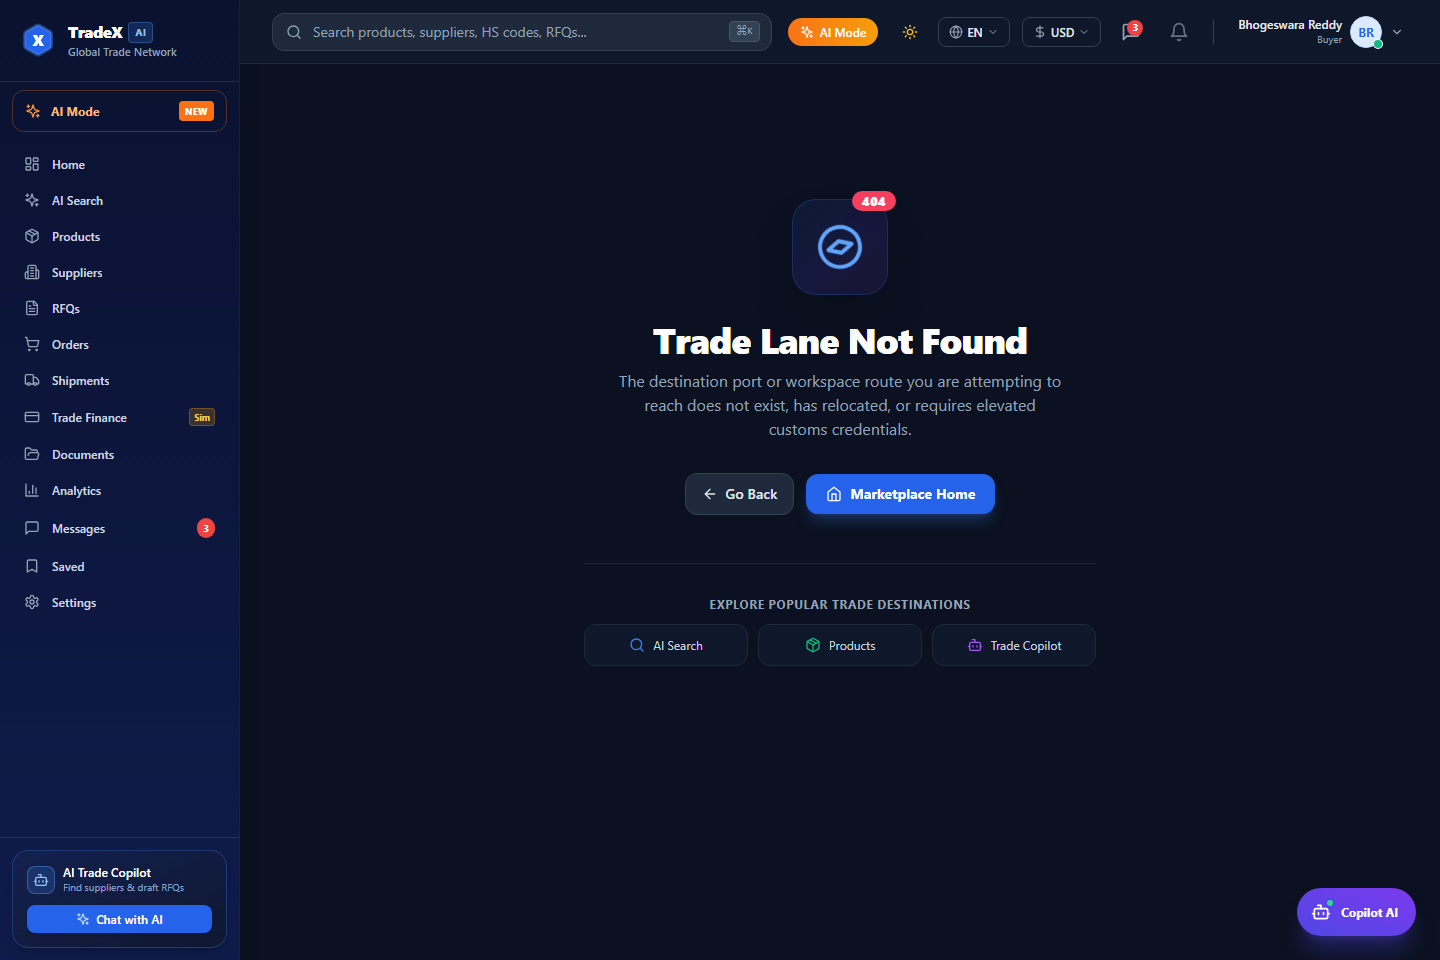 TradeX AI
Global Trade Network
AI Mode NEW
Home
AI Search
Products
Suppliers
RFQs
Orders
Shipments
Trade Finance Sim
Documents
Analytics
Messages 3
Saved
Settings
AI Trade Copilot
Find suppliers & draft RFQs
Chat with AI
Search products, suppliers, HS codes, RFQs... ⌘K
AI Mode
EN
$ USD
3
Bhogeswara Reddy
Buyer
BR
404
Trade Lane Not Found
The destination port or workspace route you are attempting to
reach does not exist, has relocated, or requires elevated
customs credentials.
Go Back
Marketplace Home
EXPLORE POPULAR TRADE DESTINATIONS
AI Search
Products
Trade Copilot
Copilot AI